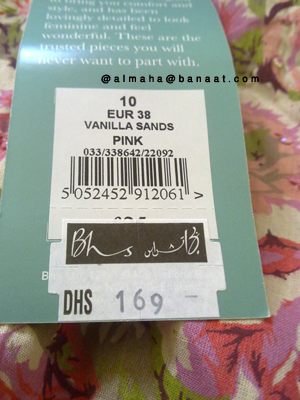 to bring you comfort and
style, and has been
lovingly detailed to look
feminine and feel
wonderful. These are the
trusted pieces you will
never want to part with.
@almaha@banaat.com
10
EUR 38
VANILLA SANDS
PINK
033/338642/22092
5 052452 912061 >
Bhs
DHS 169 -